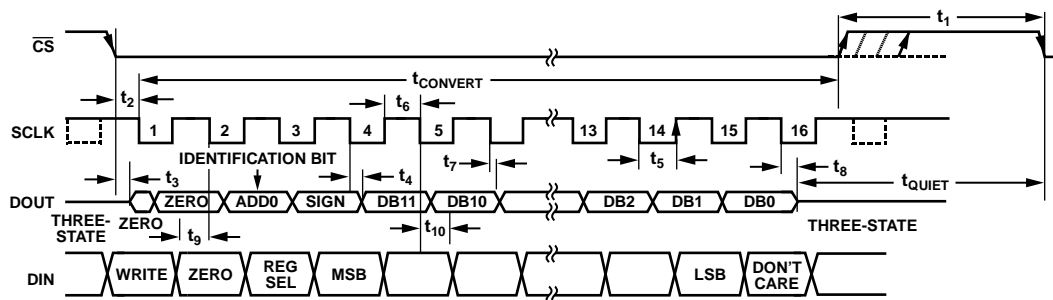 t1
CS
tCONVERT
t2
t6
SCLK
1 2 3 4 5 13 14 15 16
IDENTIFICATION BIT
t3
t4
t7
t5
t8
tQUIET
DOUT
ZERO ADD0 SIGN DB11 DB10 DB2 DB1 DB0
THREE-STATE
ZERO
THREE-STATE
t9
t10
DIN
WRITE ZERO REG SEL MSB LSB DON'T CARE